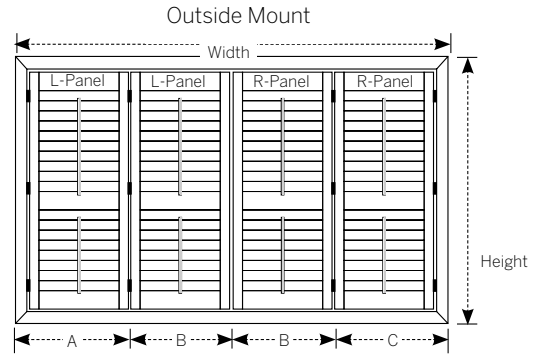 Outside Mount
Width
L-Panel L-Panel R-Panel R-Panel
Height
A B B C